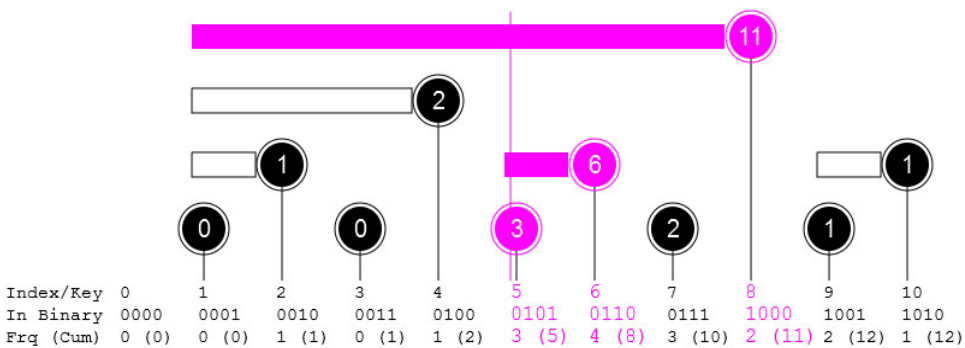 11
2
1 6 1
0 0 3 2 1
Index/Key 0 1 2 3 4 5 6 7 8 9 10
In Binary 0000 0001 0010 0011 0100 0101 0110 0111 1000 1001 1010
Frq (Cum) 0 (0) 0 (0) 1 (1) 0 (1) 1 (2) 3 (5) 4 (8) 3 (10) 2 (11) 2 (12) 1 (12)